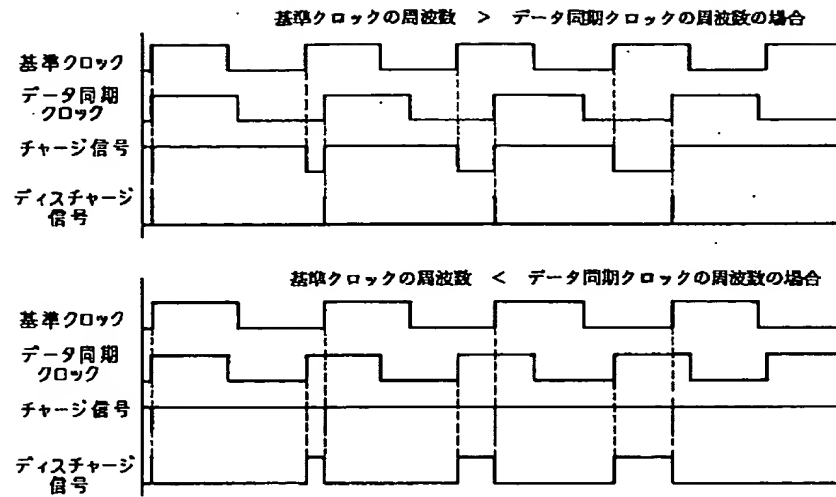 基準クロックの周波数 > データ同期クロックの周波数の場合
基準クロック
データ同期
クロック
チャージ信号
ディスチャージ
信号
基準クロックの周波数 < データ同期クロックの周波数の場合
基準クロック
データ同期
クロック
チャージ信号
ディスチャージ
信号